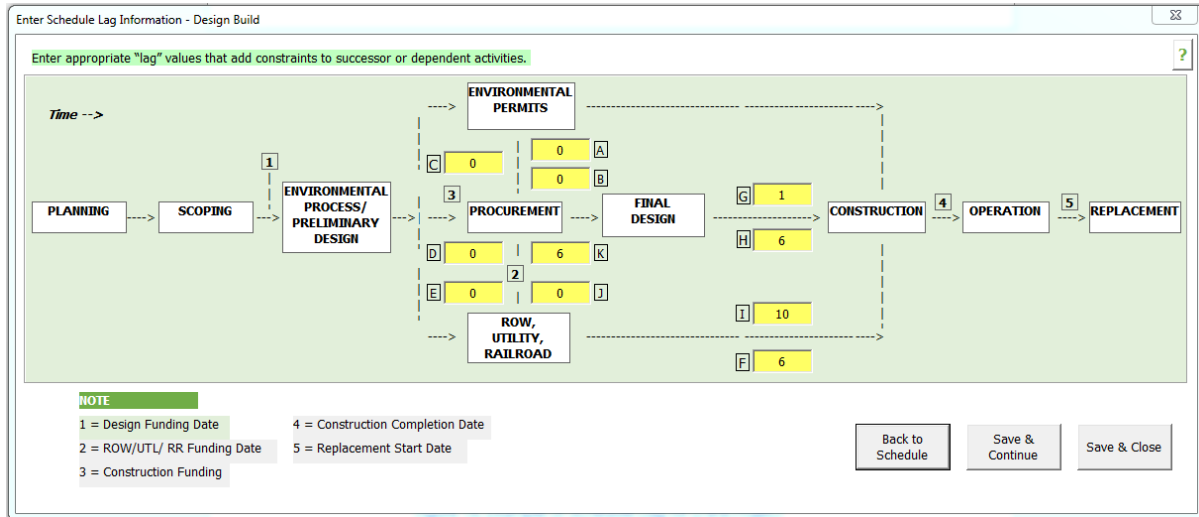 Enter Schedule Lag Information - Design Build
Enter appropriate "lag" values that add constraints to successor or dependent activities.
?
Time -->
ENVIRONMENTAL
PERMITS
C 0
0 A
0 B
1
3
ENVIRONMENTAL
PROCESS/
PRELIMINARY
DESIGN
PLANNING
SCOPING
PROCUREMENT
FINAL
DESIGN
G 1
H 6
CONSTRUCTION
4
OPERATION
5
REPLACEMENT
D 0
6 K
2
E 0
0 J
ROW,
UTILITY,
RAILROAD
I 10
F 6
NOTE
1 = Design Funding Date
2 = ROW/UTL/ RR Funding Date
3 = Construction Funding
4 = Construction Completion Date
5 = Replacement Start Date
Back to
Schedule
Save &
Continue
Save & Close